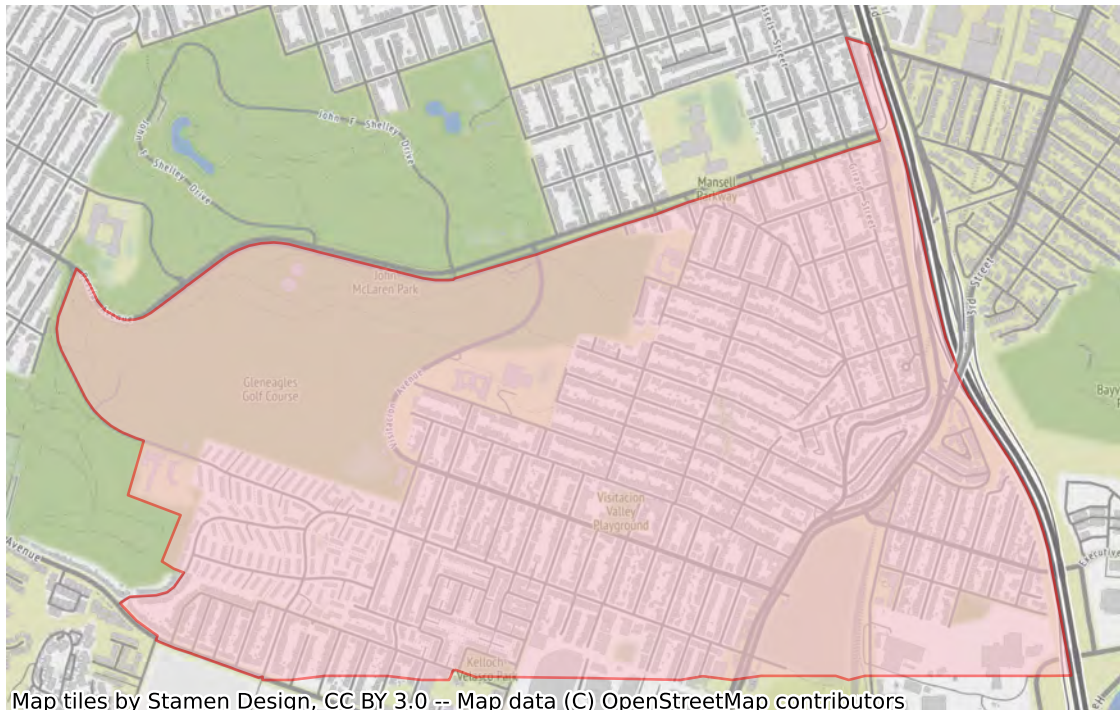 John F Shelley Drive
John F Shelley Drive
Mansell
Parkway
Girard Street
John
McLaren Park
3rd Street
Gleneagles
Golf Course
Visitacion Avenue
Visitacion
Valley
Playground
Avenue
Kelloch-
Velasco Park
Map tiles by Stamen Design, CC BY 3.0 -- Map data (C) OpenStreetMap contributors